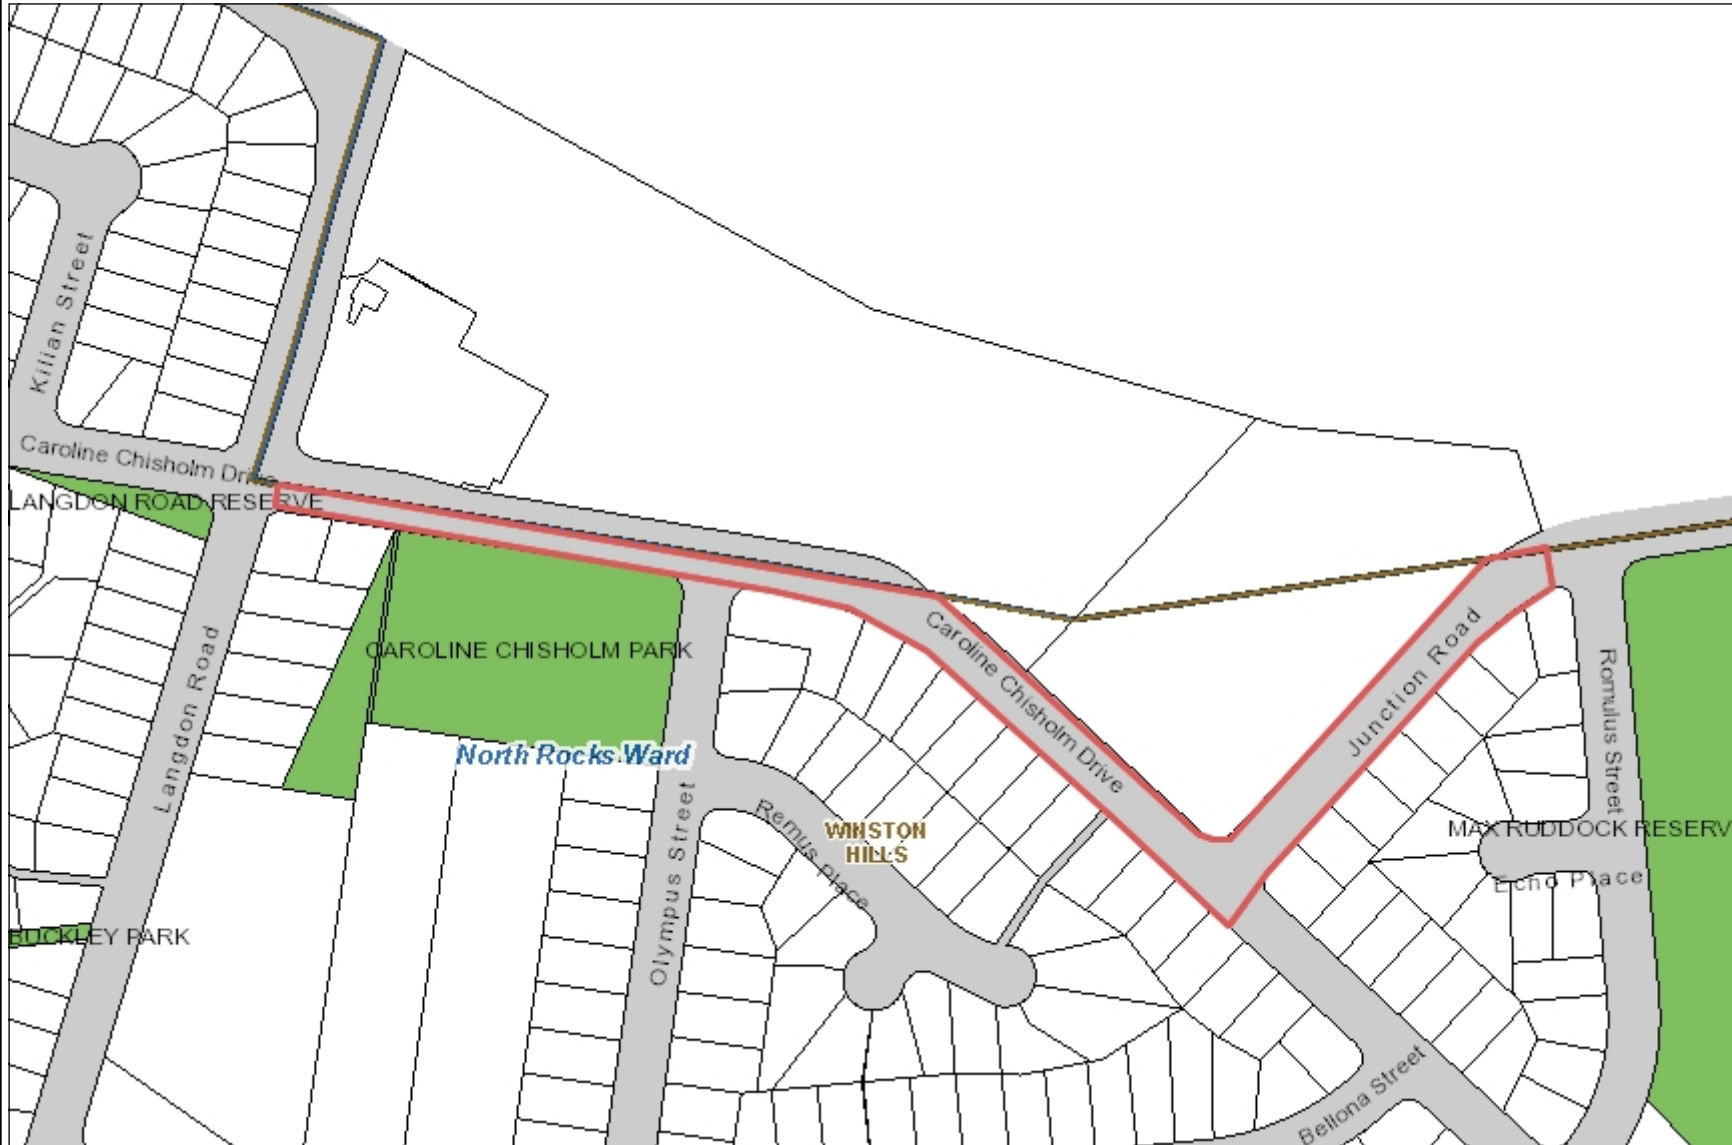 Kilian Street
Caroline Chisholm Drive
LANGDON ROAD RESERVE
CAROLINE CHISHOLM PARK
Caroline Chisholm Drive
Junction Road
Langdon Road
Romulus Street
North Rocks Ward
Olympus Street
Remus Place
WINSTON
HILLS
MAX RUDDOCK RESERV
Echo Place
BUCKLEY PARK
Bellona Street